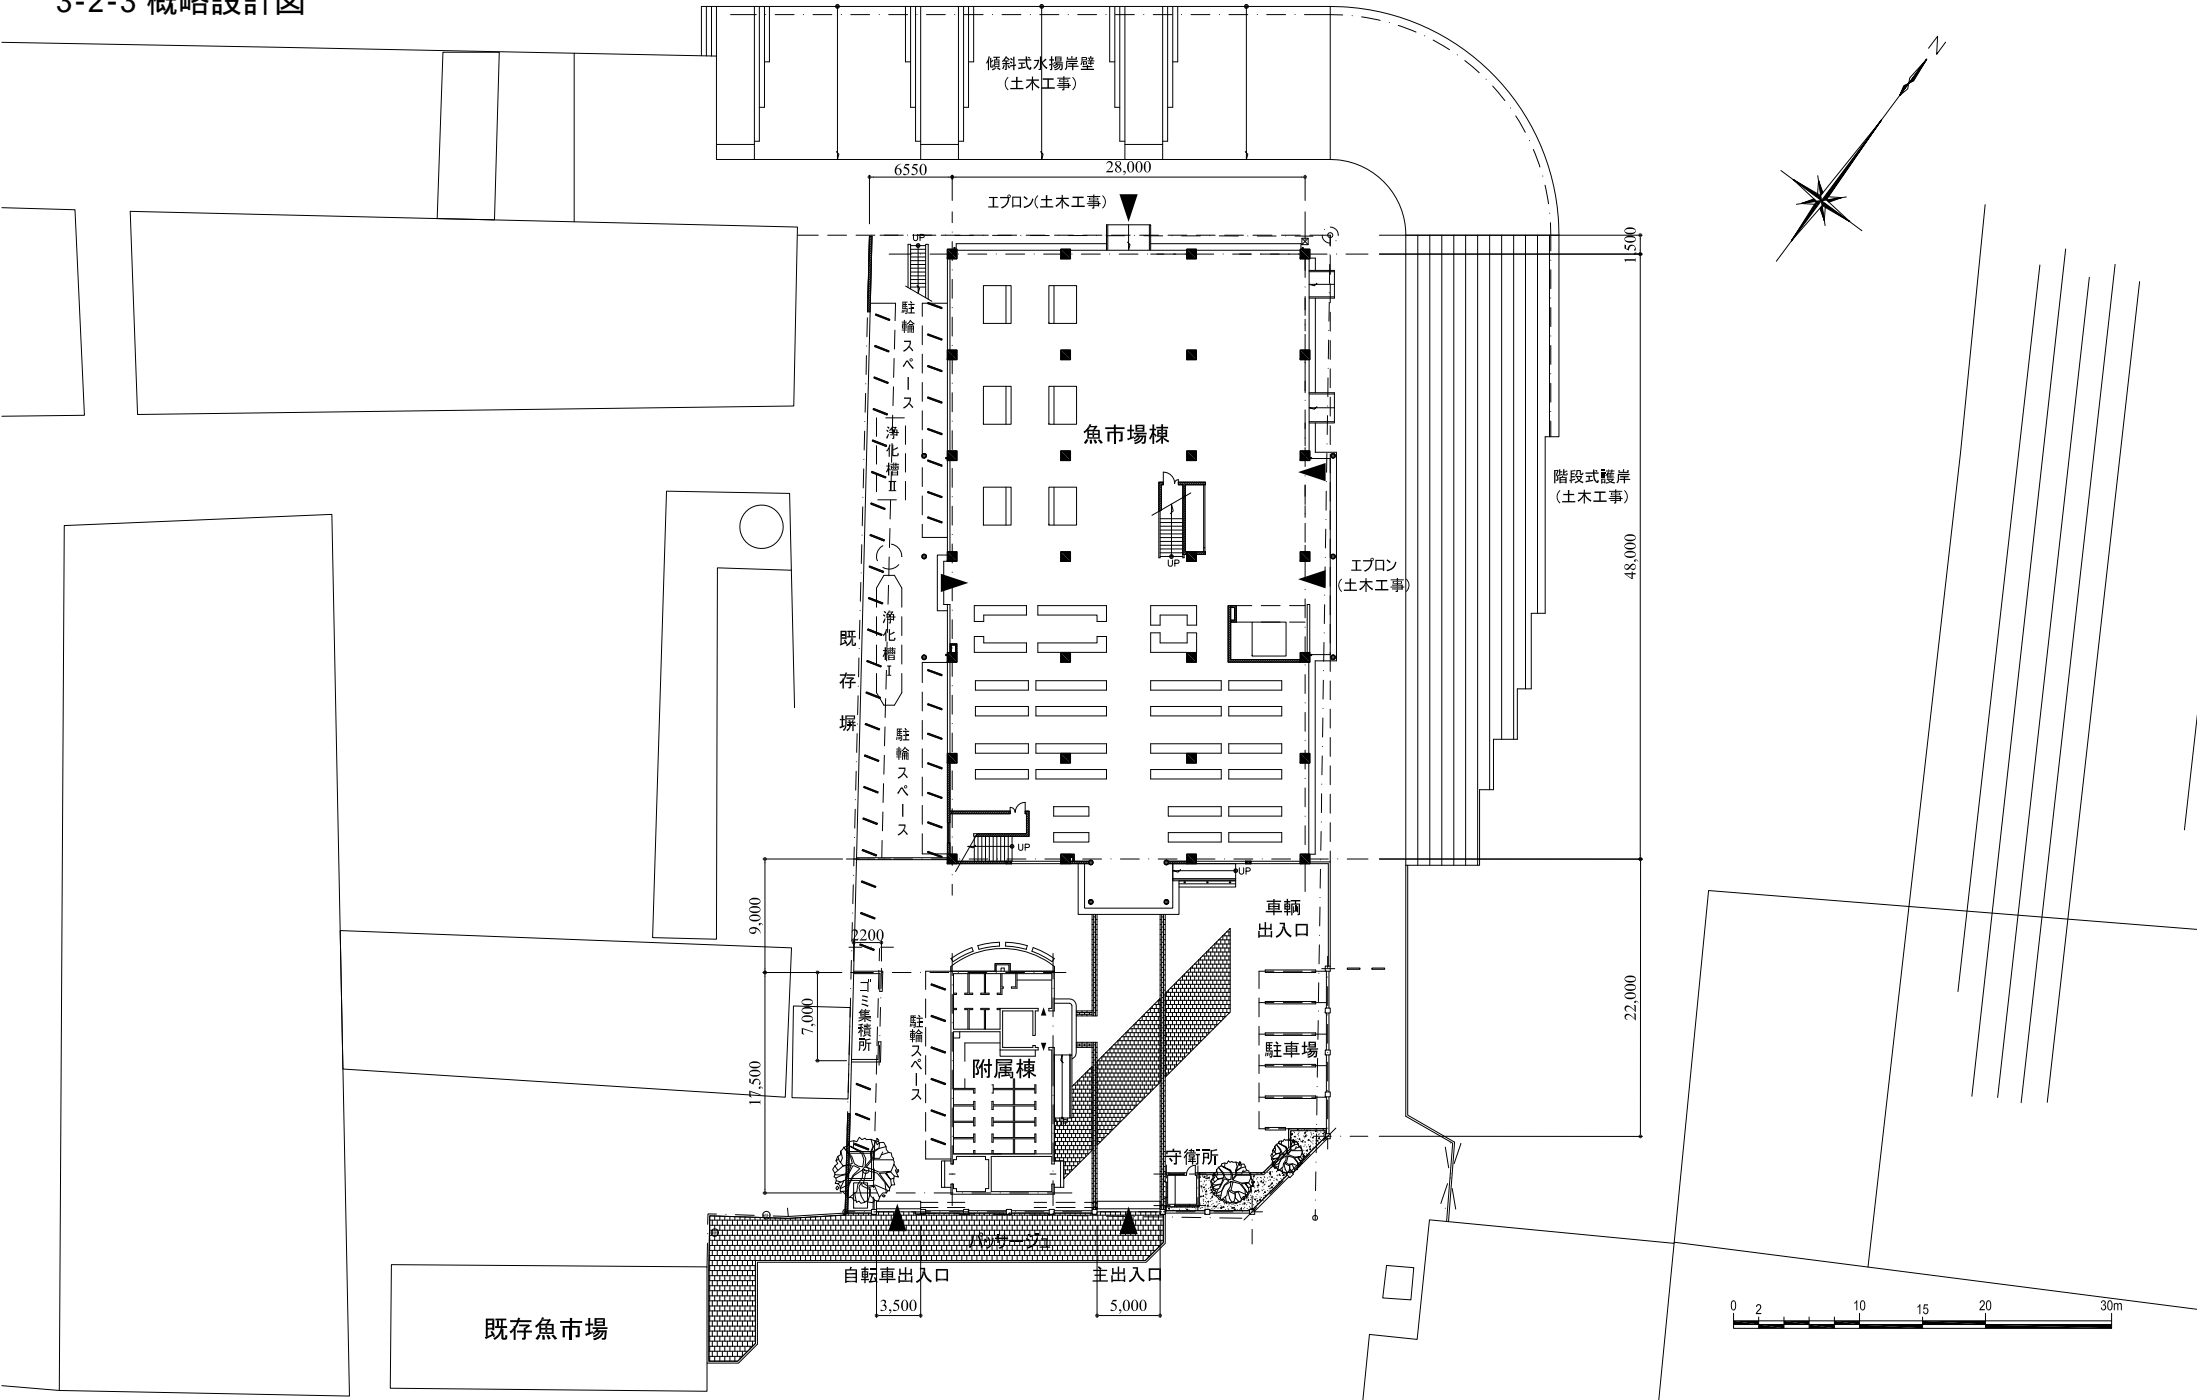 3-2-3 概略設計図
N
傾斜式水揚岸壁
(土木工事)
6550
28,000
エプロン(土木工事)
1,500
UP
駐輪スペース
浄化槽Ⅱ
魚市場棟
階段式護岸
(土木工事)
48,000
UP
エプロン
(土木工事)
浄化槽Ⅰ
既存塀
駐輪スペース
UP
UP
車輌
出入口
9,000
2200
22,000
ゴミ集積所
7,000
駐輪スペース
駐車場
附属棟
17,500
守衛所
パッサージュ
自転車出入口
主出入口
3,500
5,000
既存魚市場
0 2 10 15 20 30m